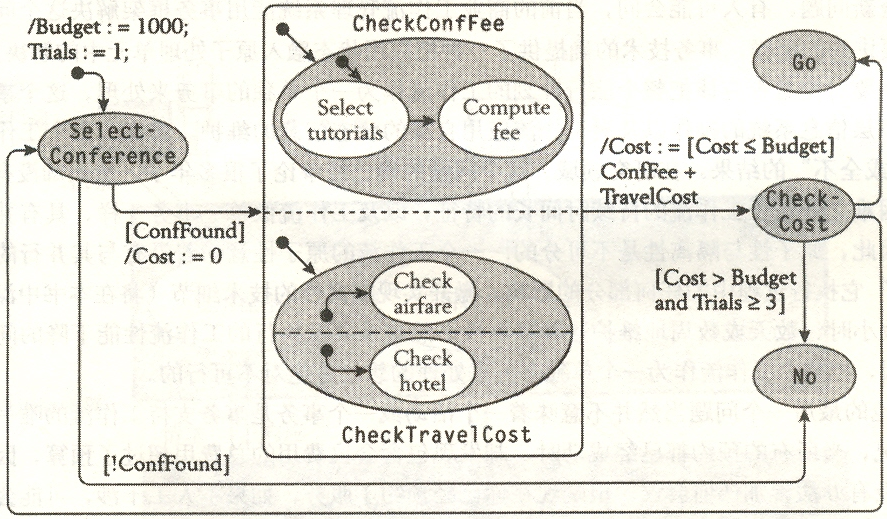 /Budget : = 1000;
Trials : = 1;
Select-
Conference
[ConfFound]
/Cost : = 0
[!ConfFound]
CheckConfFee
Select
tutorials
Compute
fee
Check
airfare
Check
hotel
CheckTravelCost
/Cost : = [Cost ≤ Budget]
ConfFee +
TravelCost
Go
Check-
Cost
[Cost > Budget
and Trials ≥ 3]
No